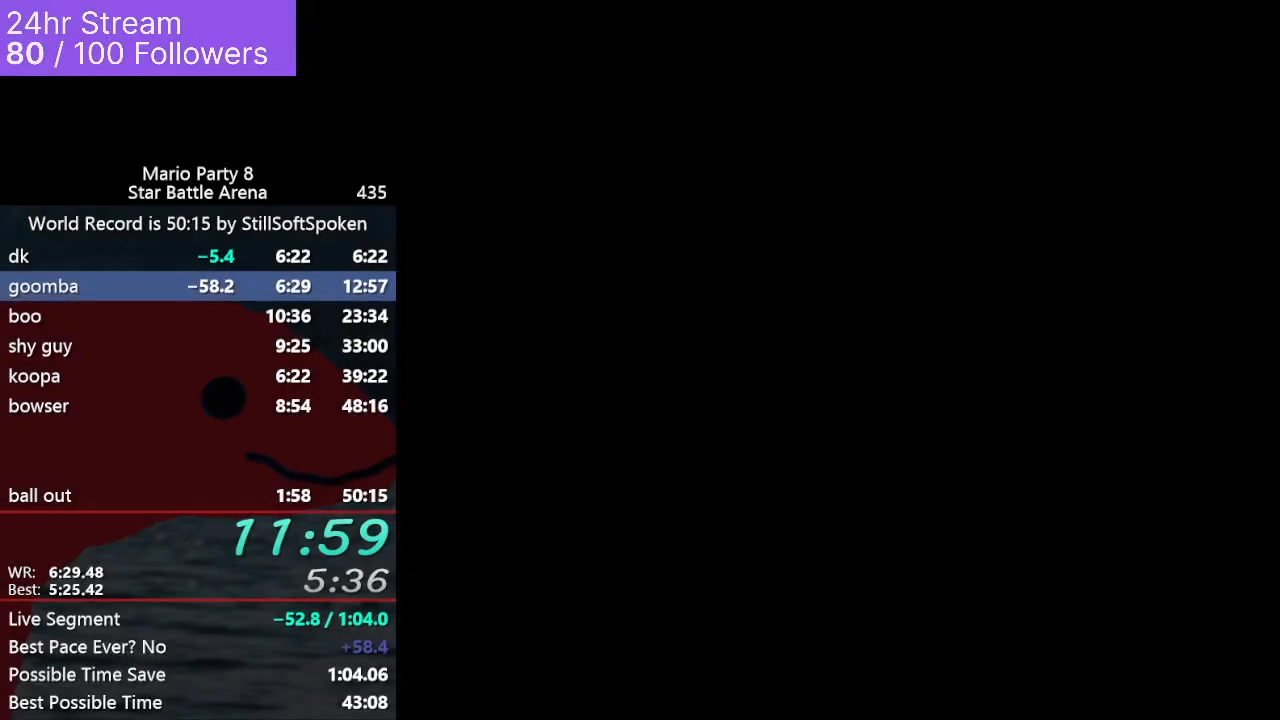 24hr Stream
80 / 100 Followers
Mario Party 8
Star Battle Arena 435
World Record is 50:15 by StillSoftSpoken
dk −5.4 6:22 6:22
goomba −58.2 6:29 12:57
boo 10:36 23:34
shy guy 9:25 33:00
koopa 6:22 39:22
bowser 8:54 48:16
ball out 1:58 50:15
11:59
WR: 6:29.48
Best: 5:25.42
5:36
Live Segment −52.8 / 1:04.0
Best Pace Ever? No +58.4
Possible Time Save 1:04.06
Best Possible Time 43:08